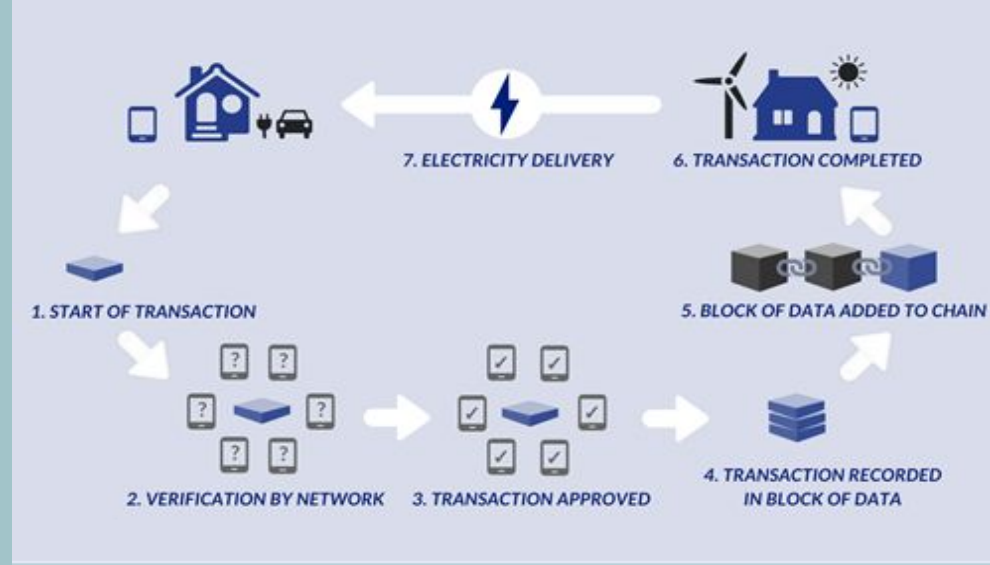 7. ELECTRICITY DELIVERY
6. TRANSACTION COMPLETED
1. START OF TRANSACTION
5. BLOCK OF DATA ADDED TO CHAIN
? ?
? ?
? ?
2. VERIFICATION BY NETWORK
3. TRANSACTION APPROVED
4. TRANSACTION RECORDED
IN BLOCK OF DATA